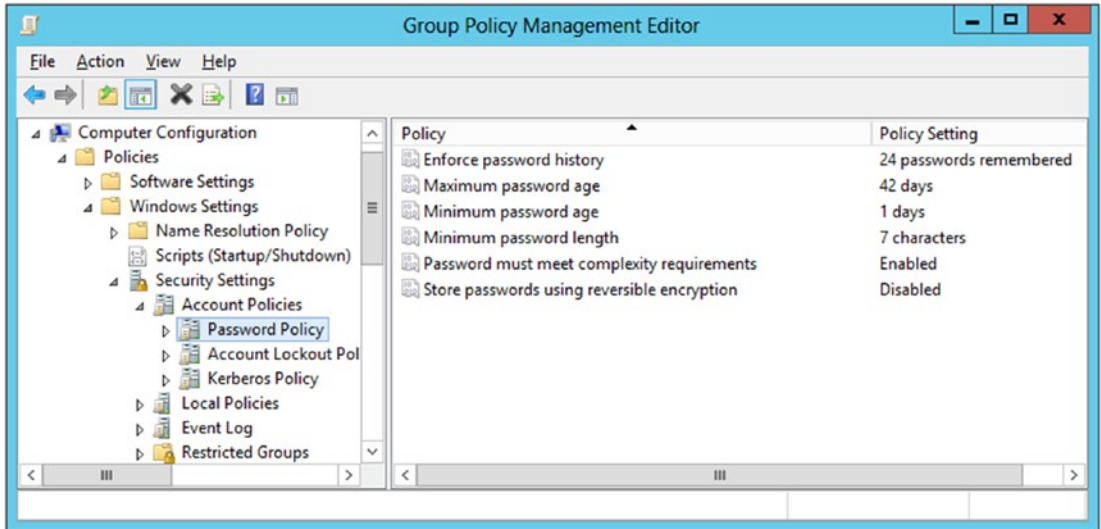 Group Policy Management Editor
File Action View Help
Computer Configuration
Policies
Software Settings
Windows Settings
Name Resolution Policy
Scripts (Startup/Shutdown)
Security Settings
Account Policies
Password Policy
Account Lockout Pol
Kerberos Policy
Local Policies
Event Log
Restricted Groups
Policy Policy Setting
Enforce password history 24 passwords remembered
Maximum password age 42 days
Minimum password age 1 days
Minimum password length 7 characters
Password must meet complexity requirements Enabled
Store passwords using reversible encryption Disabled